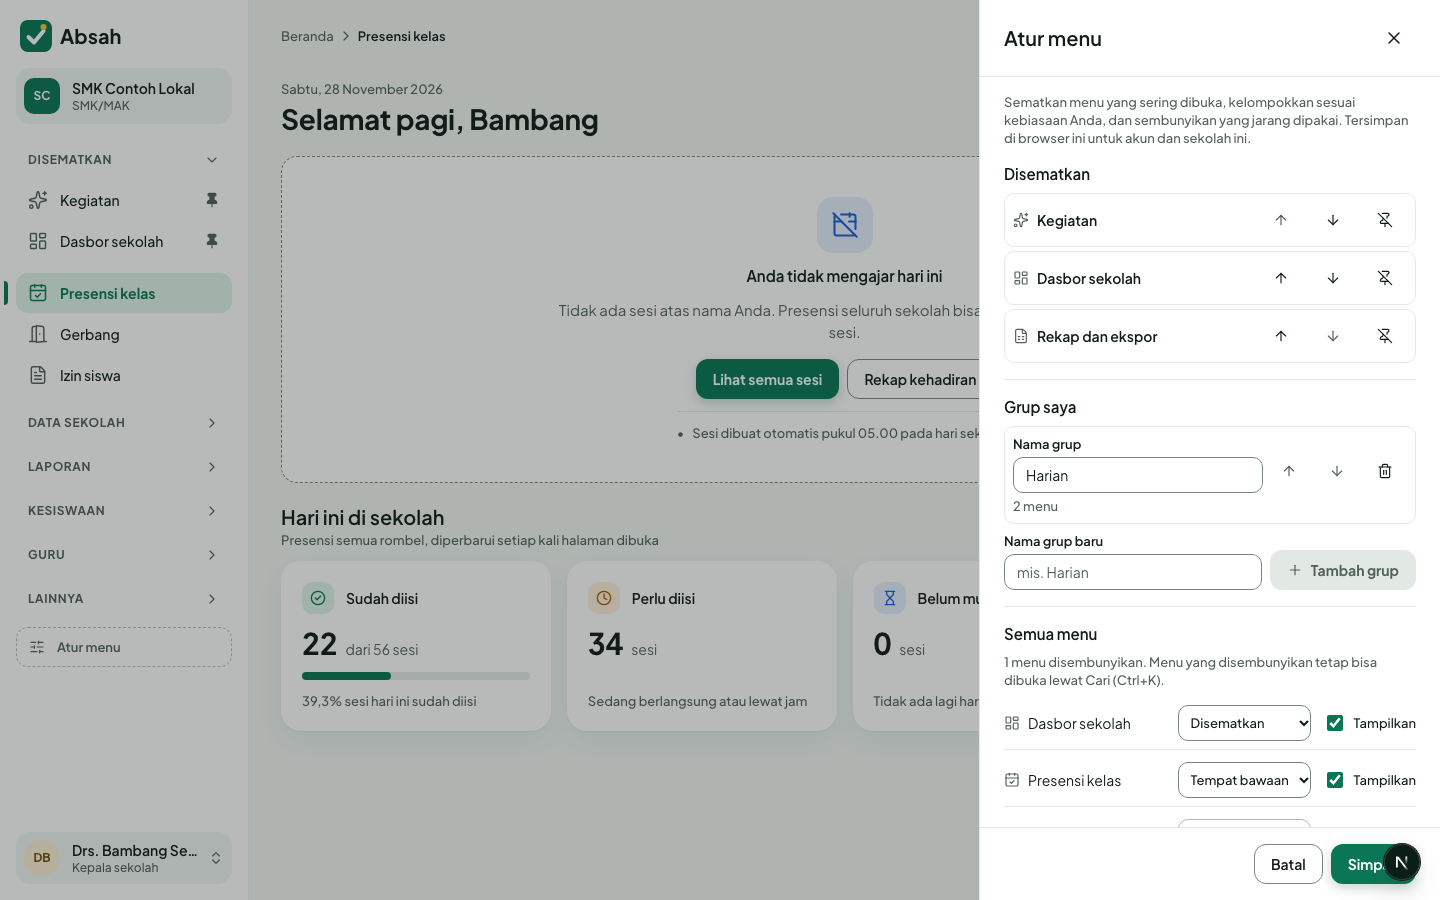 Absah
SC
SMK Contoh Lokal
SMK/MAK
DISEMATKAN
Kegiatan
Dasbor sekolah
Presensi kelas
Gerbang
Izin siswa
DATA SEKOLAH
LAPORAN
KESISWAAN
GURU
LAINNYA
Atur menu
DB
Drs. Bambang Se...
Kepala sekolah
Beranda
Presensi kelas
Sabtu, 28 November 2026
Selamat pagi, Bambang
Anda tidak mengajar hari ini
Tidak ada sesi atas nama Anda. Presensi seluruh sekolah bisa
sesi.
Lihat semua sesi
Rekap kehadiran
• Sesi dibuat otomatis pukul 05.00 pada hari
Hari ini di sekolah
Presensi semua rombel, diperbarui setiap kali halaman dibuka
Sudah diisi
22 dari 56 sesi
39,3% sesi hari ini sudah diisi
Perlu diisi
34 sesi
Sedang berlangsung atau lewat jam
Belum
0 sesi
Tidak ada lagi
Atur menu
Sematkan menu yang sering dibuka, kelompokkan sesuai
kebiasaan Anda, dan sembunyikan yang jarang dipakai. Tersimpan
di browser ini untuk akun dan sekolah ini.
Disematkan
Kegiatan
Dasbor sekolah
Rekap dan ekspor
Grup saya
Nama grup
Harian
2 menu
Nama grup baru
mis. Harian
Tambah grup
Semua menu
1 menu disembunyikan. Menu yang disembunyikan tetap bisa
dibuka lewat Cari (Ctrl+K).
Dasbor sekolah
Disematkan
Tampilkan
Presensi kelas
Tempat bawaan
Tampilkan
Batal
N